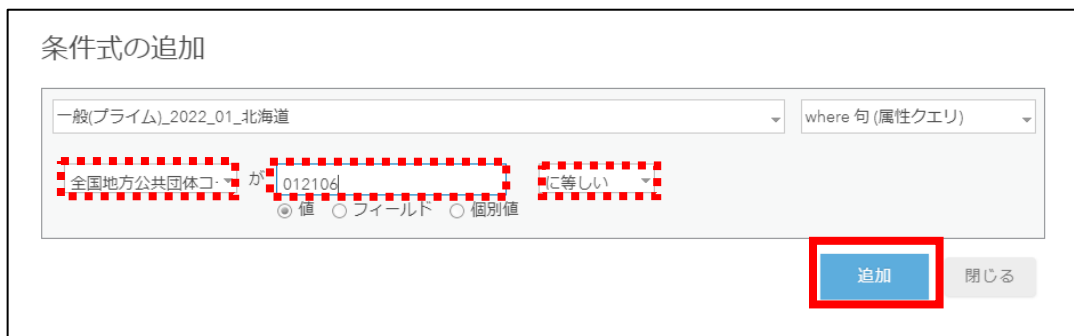 条件式の追加
一般(プライム)_2022_01_北海道
where 句 (属性クエリ)
全国地方公共団体コ
が
012106
に等しい
値 フィールド 個別値
追加
閉じる